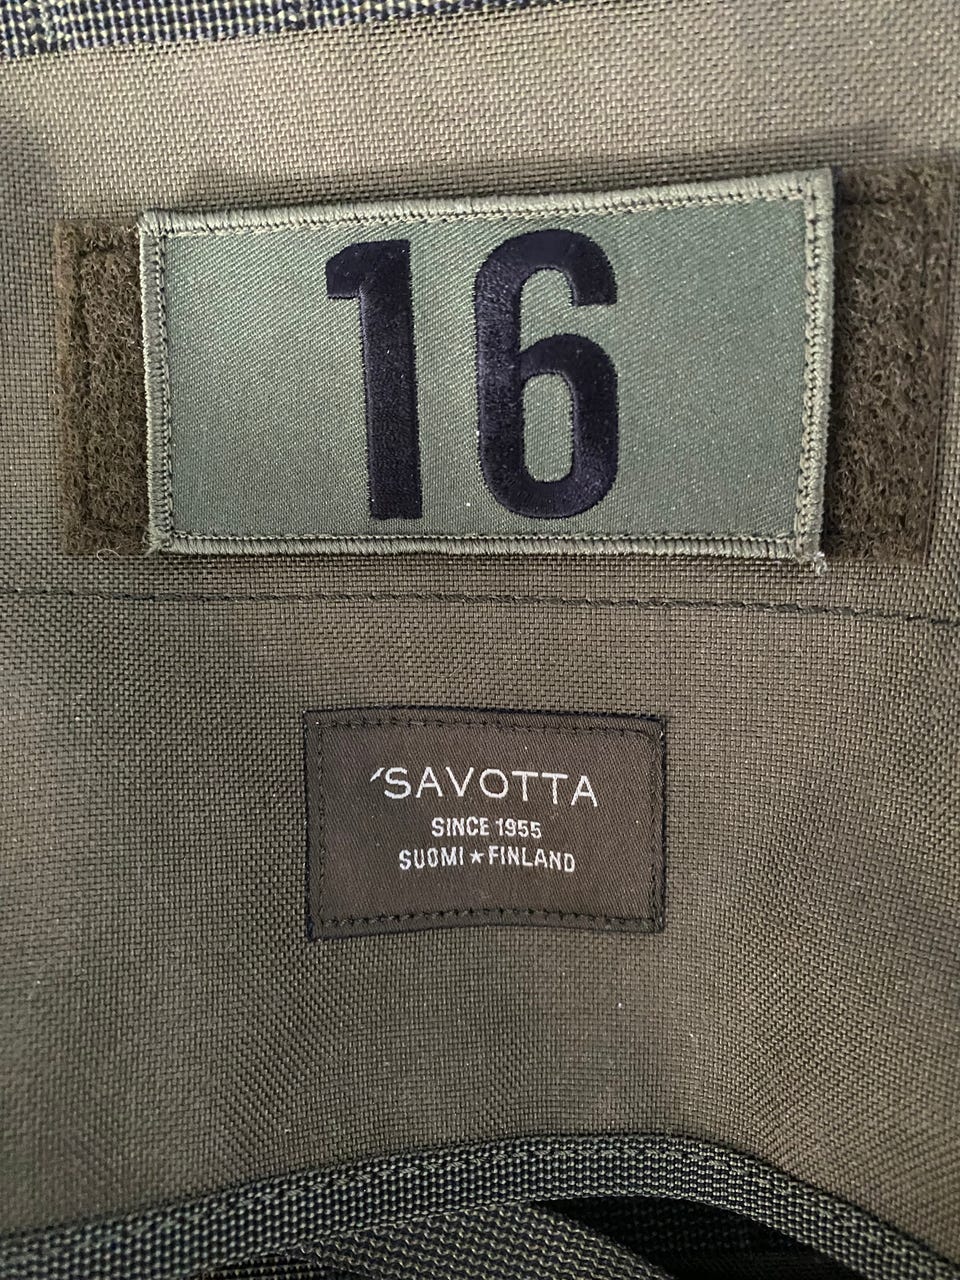 16
'SAVOTTA
SINCE 1955
SUOMI★FINLAND